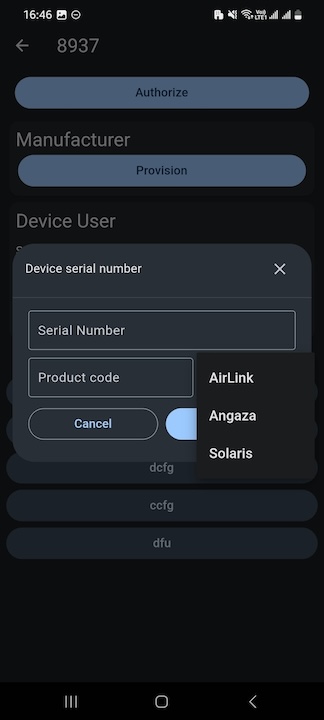 16:46
8937
Authorize
Manufacturer
Provision
Device User
Device serial number
Serial Number
Product code
AirLink
Angaza
Solaris
Cancel
dcfg
ccfg
dfu